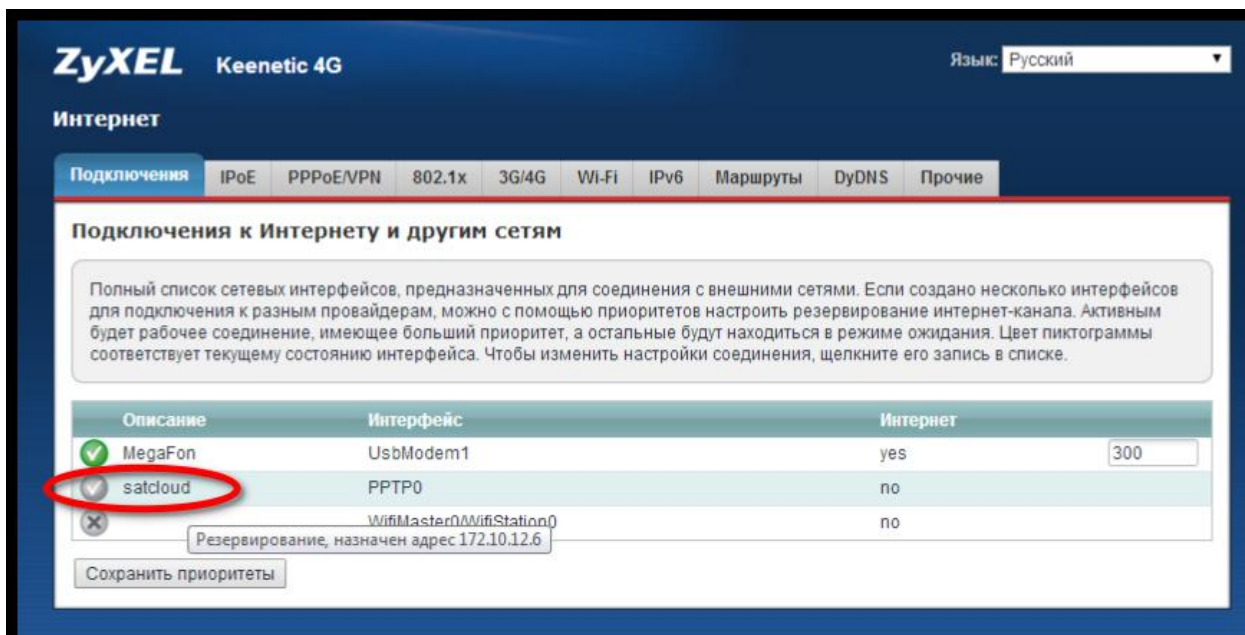 ZyXEL Keenetic 4G
Язык: Русский
Интернет
Подключения IPoE PPPoE/VPN 802.1x 3G/4G Wi-Fi IPv6 Маршруты DyDNS Прочие
Подключения к Интернету и другим сетям
Полный список сетевых интерфейсов, предназначенных для соединения с внешними сетями. Если создано несколько интерфейсов
для подключения к разным провайдерам, можно с помощью приоритетов настроить резервирование интернет-канала. Активным
будет рабочее соединение, имеющее больший приоритет, а остальные будут находиться в режиме ожидания. Цвет пиктограммы
соответствует текущему состоянию интерфейса. Чтобы изменить настройки соединения, щелкните его запись в списке.
Описание Интерфейс Интернет
MegaFon UsbModem1 yes 300
satcloud PPTP0 no
WifiMaster0/WifiStation0 no
Резервирование, назначен адрес 172.10.12.6
Сохранить приоритеты